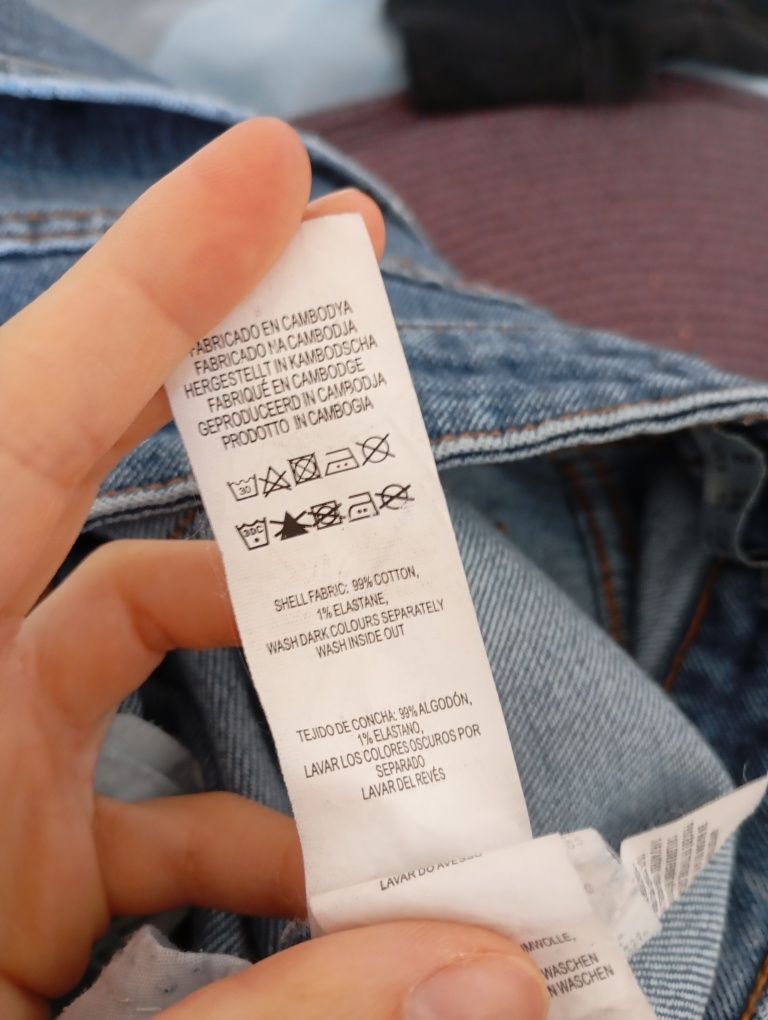 FABRICADO EN CAMBODYA
FABRICADO NA CAMBODJA
HERGESTELLT IN KAMBODSCHA
FABRIQUÉ EN CAMBODGE
GEPRODUCEERD IN CAMBODJA
PRODOTTO IN CAMBOGIA
30
30C
SHELL FABRIC: 99% COTTON,
1% ELASTANE,
WASH DARK COLOURS SEPARATELY
WASH INSIDE OUT
TEJIDO DE CONCHA: 99% ALGODÓN,
1% ELASTANO,
LAVAR LOS COLORES OSCUROS POR
SEPARADO
LAVAR DEL REVÉS
LAVAR DO AVESSO
WASCHEN
WASCHEN